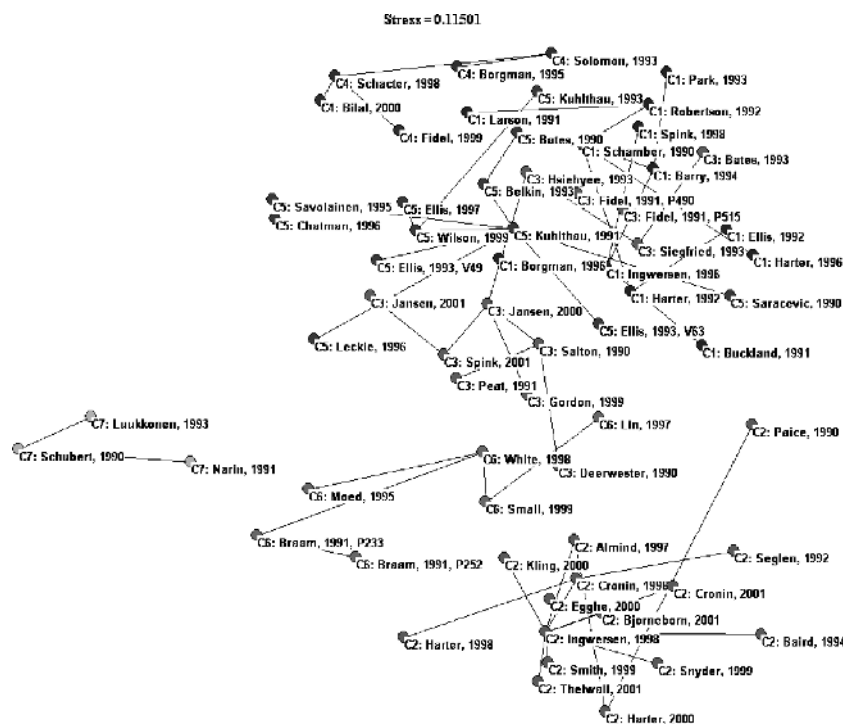 Stress = 0.11501
C4: Solomon, 1993
C4: Borgman, 1995
C1: Park, 1993
C4: Schacter, 1998
C5: Kuhlthau, 1993
C4: Bilal, 2000
C1: Robertson, 1992
C1: Larson, 1991
C4: Fidel, 1999
C1: Spink, 1998
C5: Bates, 1990
C1: Schamber, 1990
C3: Bates, 1993
C1: Barry, 1994
C3: Hsiehyee, 1993
C5: Belkin, 1993
C3: Fidel, 1991, P490
C5: Savolainen, 1995
C5: Ellis, 1997
C3: Fidel, 1991, P515
C5: Chatman, 1996
C5: Wilson, 1999
C5: Kuhlthau, 1991
C1: Ellis, 1992
C3: Siegfried, 1993
C1: Harter, 1996
C5: Ellis, 1993, V49
C1: Borgman, 1996
C1: Ingwersen, 1996
C3: Jansen, 2001
C1: Harter, 1992
C5: Saracevic, 1990
C3: Jansen, 2000
C5: Ellis, 1993, V63
C5: Leckie, 1996
C3: Salton, 1990
C1: Buckland, 1991
C3: Spink, 2001
C3: Peat, 1991
C3: Gordon, 1999
C7: Luukkonen, 1993
C6: Lin, 1997
C2: Paice, 1990
C7: Schubert, 1990
C6: White, 1998
C7: Narin, 1991
C3: Deerwester, 1990
C6: Moed, 1995
C6: Small, 1999
C6: Braam, 1991, P233
C2: Almind, 1997
C6: Braam, 1991, P252
C2: Kling, 2000
C2: Seglen, 1992
C2: Cronin, 1998
C2: Cronin, 2001
C2: Egghe, 2000
C2: Bjorneborn, 2001
C2: Harter, 1998
C2: Ingwersen, 1998
C2: Baird, 1994
C2: Smith, 1999
C2: Snyder, 1999
C2: Thelwall, 2001
C2: Harter, 2000